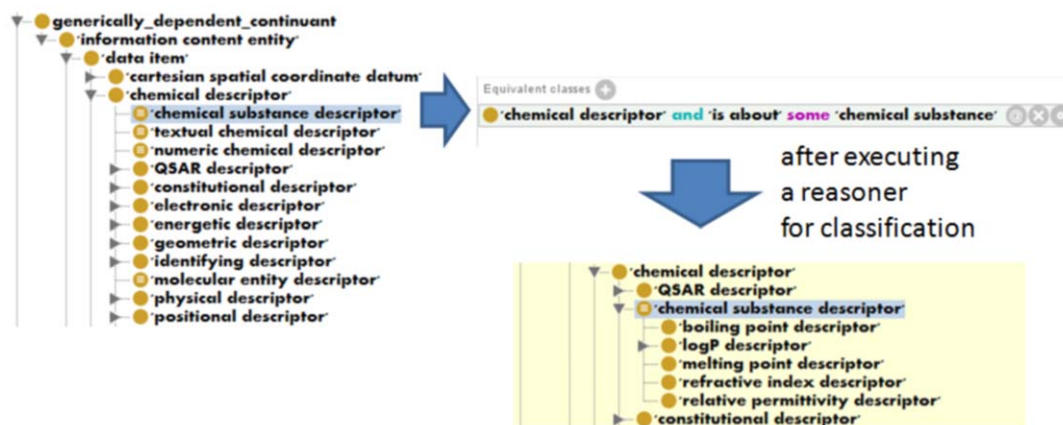 generically_dependent_continuant
'information content entity'
'data item'
'cartesian spatial coordinate datum'
'chemical descriptor'
'chemical substance descriptor'
'textual chemical descriptor'
'numeric chemical descriptor'
'QSAR descriptor'
'constitutional descriptor'
'electronic descriptor'
'energetic descriptor'
'geometric descriptor'
'identifying descriptor'
'molecular entity descriptor'
'physical descriptor'
'positional descriptor'
Equivalent classes
'chemical descriptor' and 'is about' some 'chemical substance'
after executing
a reasoner
for classification
'chemical descriptor'
'QSAR descriptor'
'chemical substance descriptor'
'boiling point descriptor'
'logP descriptor'
'melting point descriptor'
'refractive index descriptor'
'relative permittivity descriptor'
'constitutional descriptor'